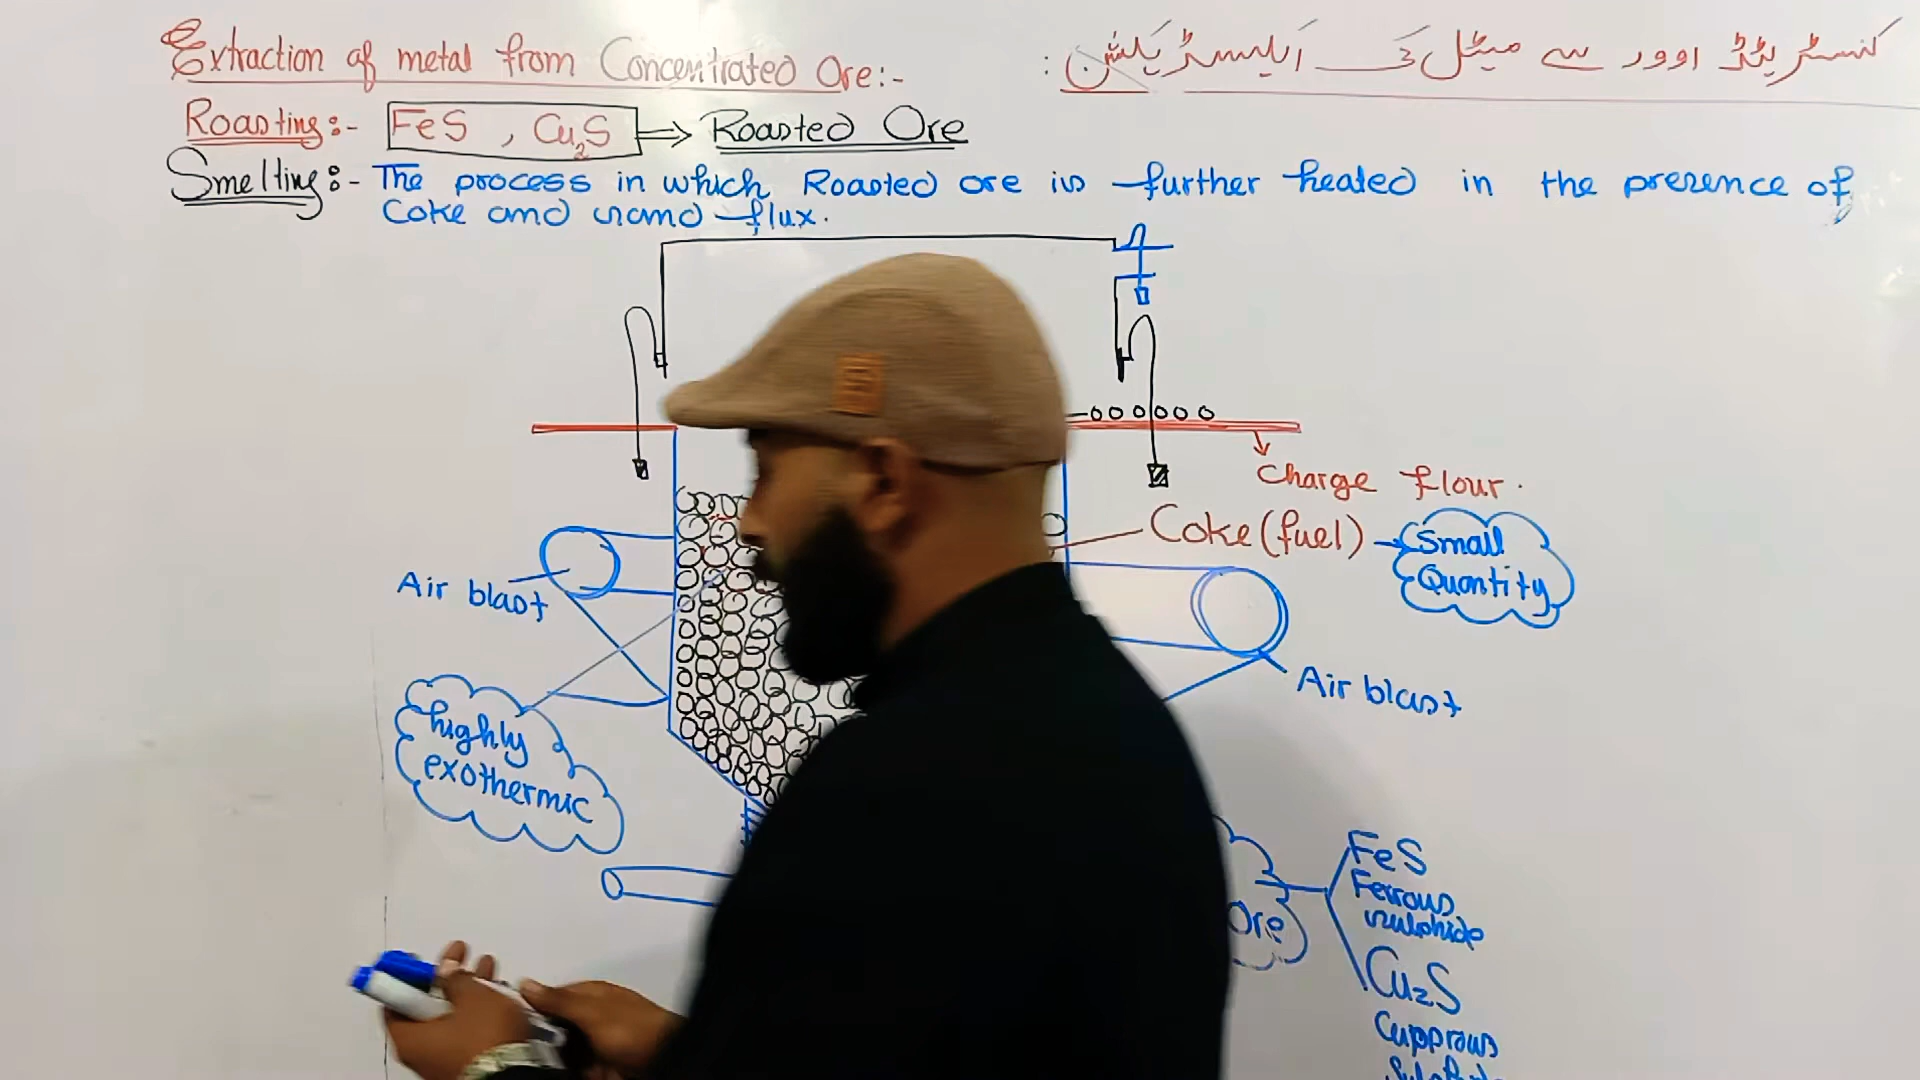 Extraction of metal from Concentrated Ore:-
کنسنٹریٹڈ اوور سے میٹل کی ایکسٹریکشن :
Roasting:- FeS , Cu₂S ⇒ Roasted Ore
Smelting:- The process in which Roasted ore is further heated in the presence of
Coke and sand flux.
Charge flour.
Coke (fuel) → Small
Quantity
Air blast
Air blast
highly
exothermic
Ore
FeS
Ferrous
sulphide
Cu₂S
Cupprous